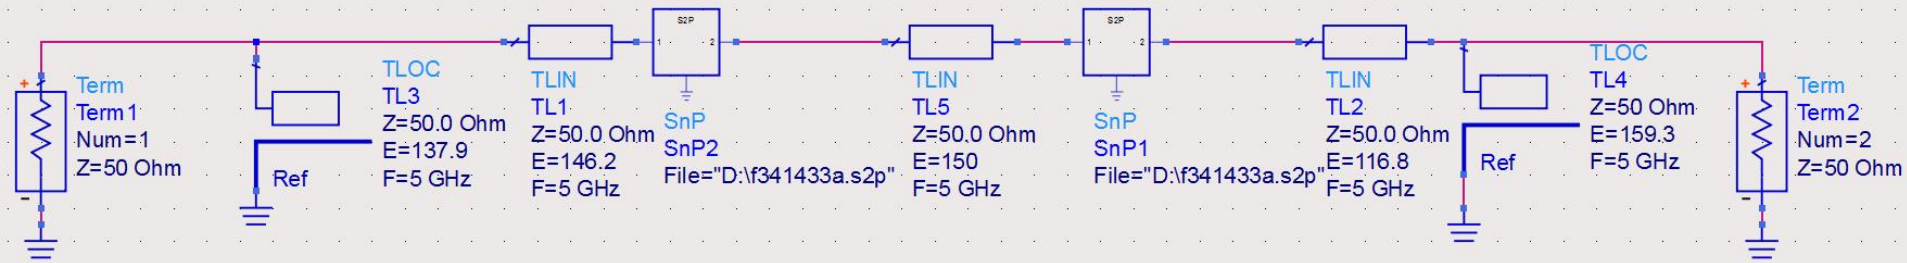 +
Term
Term1
Num=1
Z=50 Ohm
-
Ref
TLOC
TL3
Z=50.0 Ohm
E=137.9
F=5 GHz
TLIN
TL1
Z=50.0 Ohm
E=146.2
F=5 GHz
S2P
1 2
SnP
SnP2
File="D:\f341433a.s2p"
TLIN
TL5
Z=50.0 Ohm
E=150
F=5 GHz
S2P
1 2
SnP
SnP1
File="D:\f341433a.s2p"
TLIN
TL2
Z=50.0 Ohm
E=116.8
F=5 GHz
Ref
TLOC
TL4
Z=50 Ohm
E=159.3
F=5 GHz
+
Term
Term2
Num=2
Z=50 Ohm
-